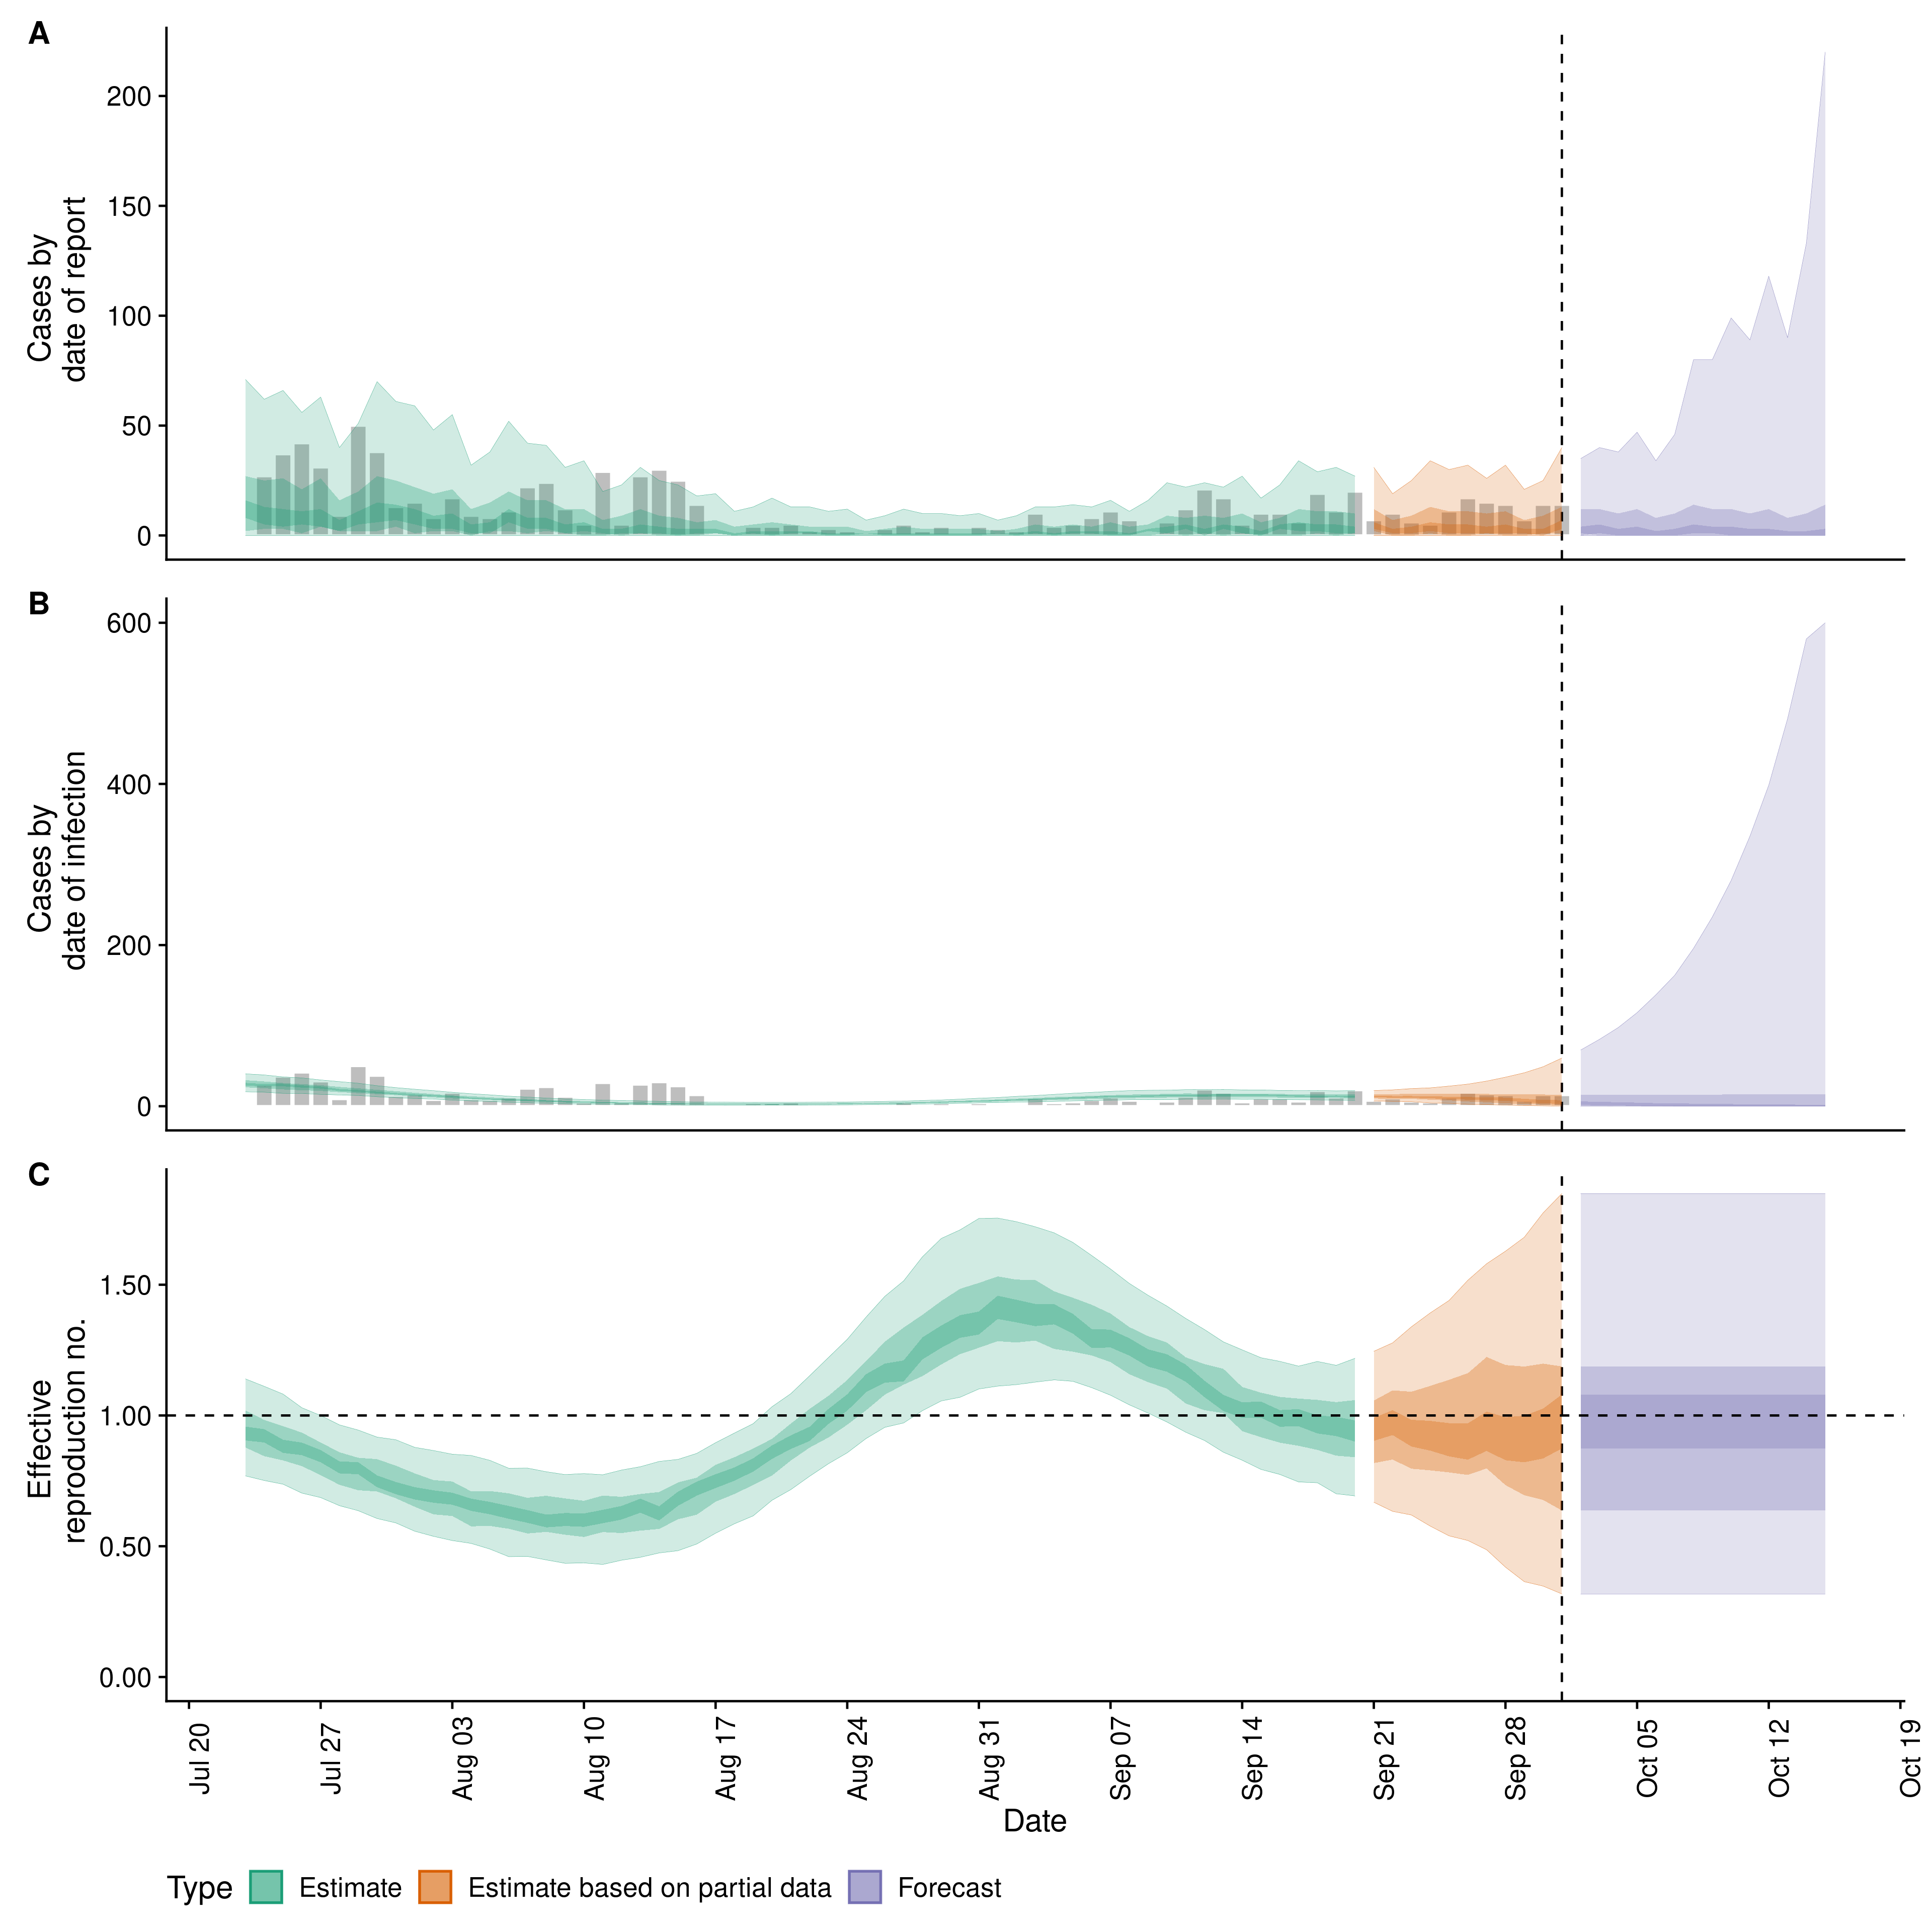 A
Cases by
date of report
200
150
100
50
0
B
Cases by
date of infection
600
400
200
0
C
Effective
reproduction no.
1.50
1.00
0.50
0.00
Jul 20
Jul 27
Aug 03
Aug 10
Aug 17
Aug 24
Aug 31
Sep 07
Sep 14
Sep 21
Sep 28
Oct 05
Oct 12
Oct 19
Date
Type Estimate Estimate based on partial data Forecast